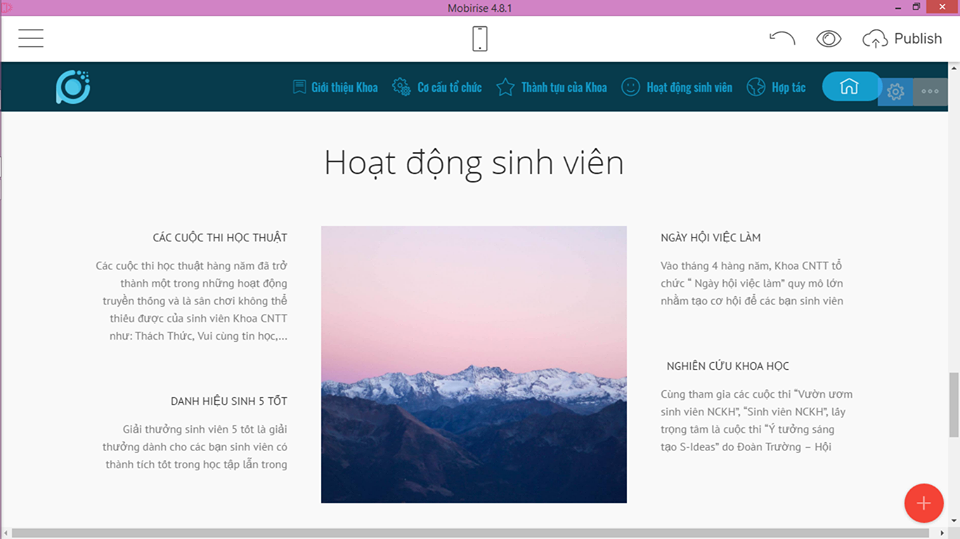 Mobirise 4.8.1
Publish
Giới thiệu Khoa
Cơ cấu tổ chức
Thành tựu của Khoa
Hoạt động sinh viên
Hợp tác
Hoạt động sinh viên
CÁC CUỘC THI HỌC THUẬT
Các cuộc thi học thuật hàng năm đã trở
thành một trong những hoạt động
truyền thống và là sân chơi không thể
thiếu được của sinh viên Khoa CNTT
như: Thách Thức, Vui cùng tin học,...
DANH HIỆU SINH 5 TỐT
Giải thưởng sinh viên 5 tốt là giải
thưởng dành cho các bạn sinh viên có
thành tích tốt trong học tập lẫn trong
NGÀY HỘI VIỆC LÀM
Vào tháng 4 hàng năm, Khoa CNTT tổ
chức “ Ngày hội việc làm” quy mô lớn
nhằm tạo cơ hội để các bạn sinh viên
NGHIÊN CỨU KHOA HỌC
Cùng tham gia các cuộc thi “Vườn ươm
sinh viên NCKH”, “Sinh viên NCKH”, lấy
trọng tâm là cuộc thi “Ý tưởng sáng
tạo S-Ideas” do Đoàn Trường – Hội